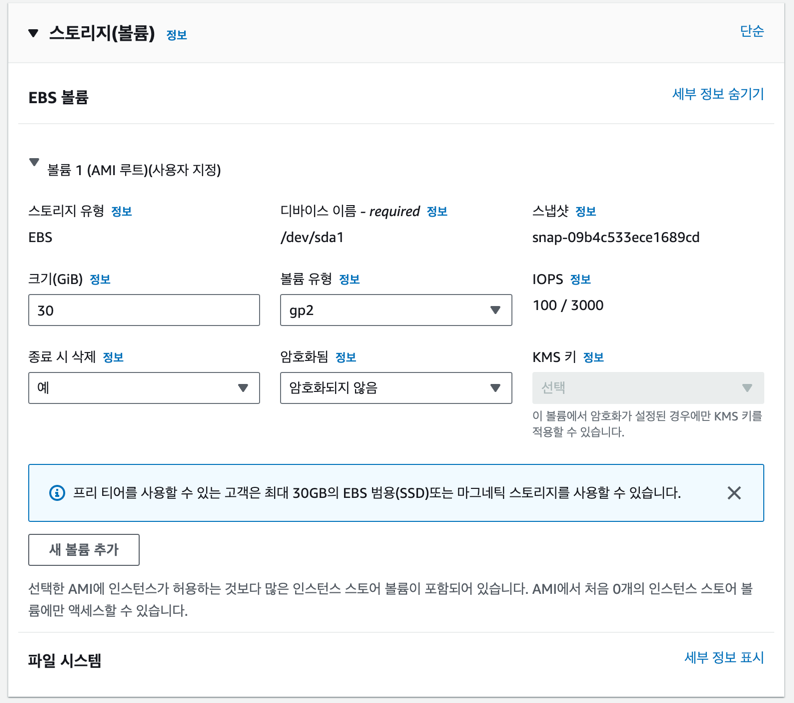 스토리지(볼륨) 정보 단순
EBS 볼륨 세부 정보 숨기기
볼륨 1 (AMI 루트)(사용자 지정)
스토리지 유형 정보 디바이스 이름 - required 정보 스냅샷 정보
EBS /dev/sda1 snap-09b4c533ece1689cd
크기(GiB) 정보 볼륨 유형 정보 IOPS 정보
30 gp2 100 / 3000
종료 시 삭제 정보 암호화됨 정보 KMS 키 정보
예 암호화되지 않음 선택
이 볼륨에서 암호화가 설정된 경우에만 KMS 키를
적용할 수 있습니다.
프리 티어를 사용할 수 있는 고객은 최대 30GB의 EBS 범용(SSD)또는 마그네틱 스토리지를 사용할 수 있습니다.
새 볼륨 추가
선택한 AMI에 인스턴스가 허용하는 것보다 많은 인스턴스 스토어 볼륨이 포함되어 있습니다. AMI에서 처음 0개의 인스턴스 스토어 볼
륨에만 액세스할 수 있습니다.
파일 시스템 세부 정보 표시